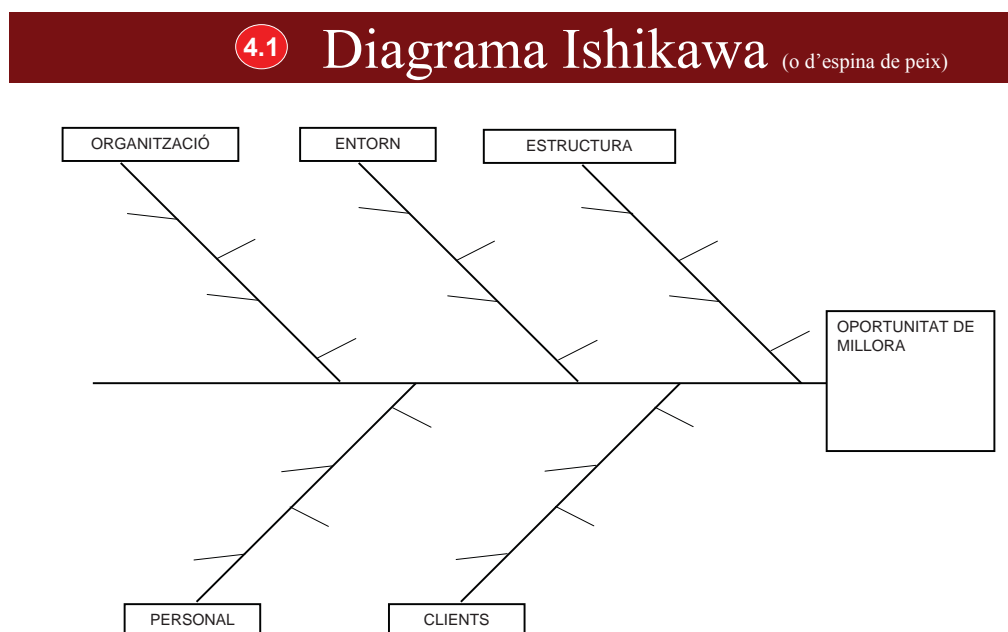 4.1 Diagrama Ishikawa (o d’espina de peix)
ORGANITZACIÓ
ENTORN
ESTRUCTURA
OPORTUNITAT DE
MILLORA
PERSONAL
CLIENTS